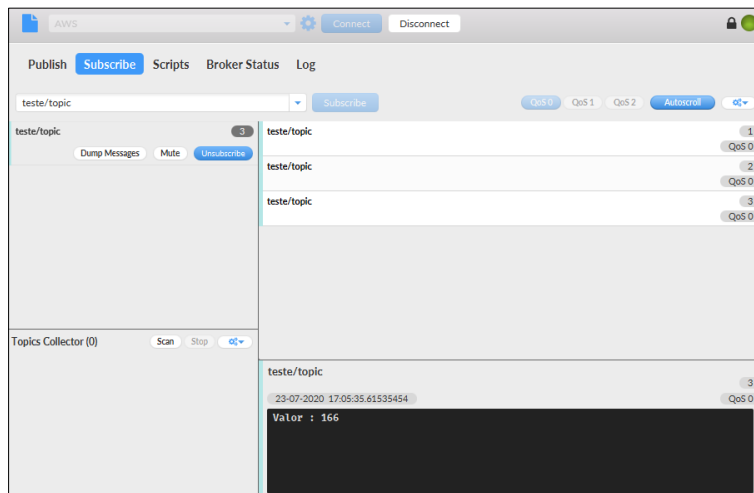 AWS Connect Disconnect
Publish Subscribe Scripts Broker Status Log
teste/topic Subscribe QoS 0 QoS 1 QoS 2 Autoscroll
teste/topic 3
Dump Messages Mute Unsubscribe
teste/topic 1
QoS 0
teste/topic 2
QoS 0
teste/topic 3
QoS 0
Topics Collector (0) Scan Stop
teste/topic
3
23-07-2020 17:05:35.61535454 QoS 0
Valor : 166